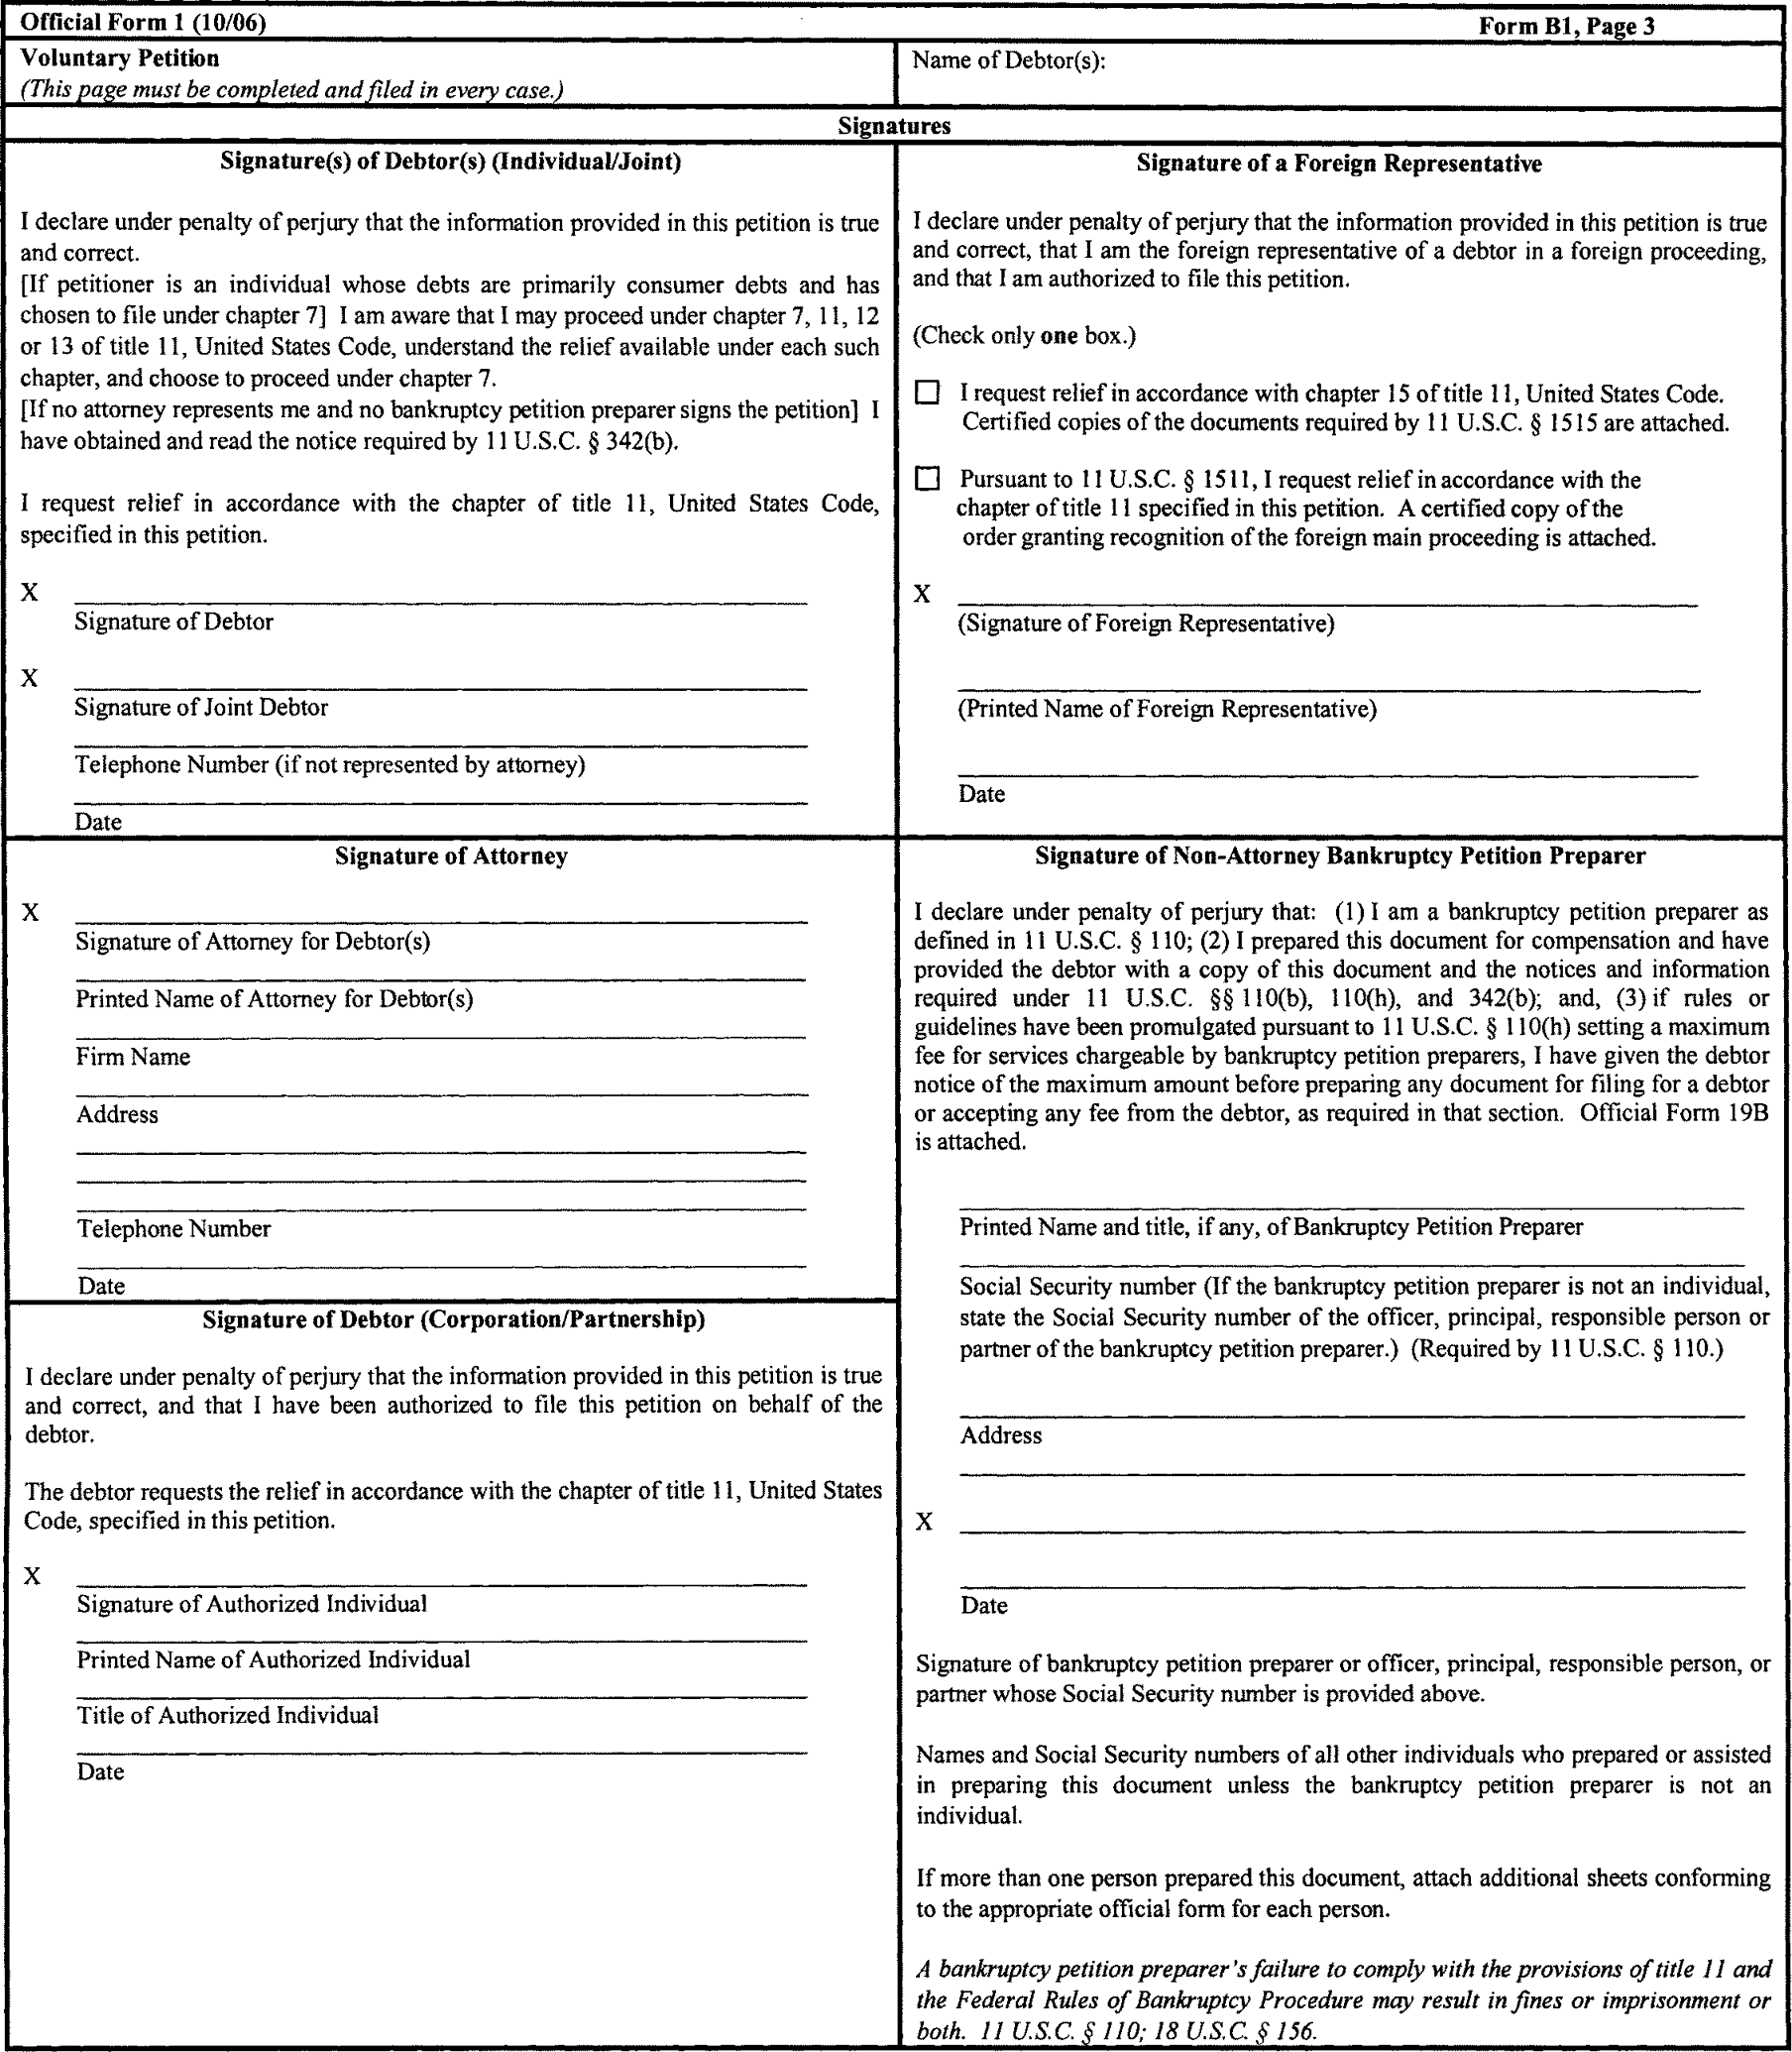 Official Form 1 (10/06)
Form B1, Page 3
Voluntary Petition
(This page must be completed and filed in every case.)
Name of Debtor(s):
Signatures
Signature(s) of Debtor(s) (Individual/Joint)
I declare under penalty of perjury that the information provided in this petition is true
and correct.
[If petitioner is an individual whose debts are primarily consumer debts and has
chosen to file under chapter 7] I am aware that I may proceed under chapter 7, 11, 12
or 13 of title 11, United States Code, understand the relief available under each such
chapter, and choose to proceed under chapter 7.
[If no attorney represents me and no bankruptcy petition preparer signs the petition] I
have obtained and read the notice required by 11 U.S.C. § 342(b).
I request relief in accordance with the chapter of title 11, United States Code,
specified in this petition.
X
Signature of Debtor
X
Signature of Joint Debtor
Telephone Number (if not represented by attorney)
Date
Signature of a Foreign Representative
I declare under penalty of perjury that the information provided in this petition is true
and correct, that I am the foreign representative of a debtor in a foreign proceeding,
and that I am authorized to file this petition.
(Check only one box.)
I request relief in accordance with chapter 15 of title 11, United States Code.
Certified copies of the documents required by 11 U.S.C. § 1515 are attached.
Pursuant to 11 U.S.C. § 1511, I request relief in accordance with the
chapter of title 11 specified in this petition. A certified copy of the
order granting recognition of the foreign main proceeding is attached.
X
(Signature of Foreign Representative)
(Printed Name of Foreign Representative)
Date
Signature of Attorney
X
Signature of Attorney for Debtor(s)
Printed Name of Attorney for Debtor(s)
Firm Name
Address
Telephone Number
Date
Signature of Debtor (Corporation/Partnership)
I declare under penalty of perjury that the information provided in this petition is true
and correct, and that I have been authorized to file this petition on behalf of the
debtor.
The debtor requests the relief in accordance with the chapter of title 11, United States
Code, specified in this petition.
X
Signature of Authorized Individual
Printed Name of Authorized Individual
Title of Authorized Individual
Date
Signature of Non-Attorney Bankruptcy Petition Preparer
I declare under penalty of perjury that: (1) I am a bankruptcy petition preparer as
defined in 11 U.S.C. § 110; (2) I prepared this document for compensation and have
provided the debtor with a copy of this document and the notices and information
required under 11 U.S.C. §§ 110(b), 110(h), and 342(b); and, (3) if rules or
guidelines have been promulgated pursuant to 11 U.S.C. § 110(h) setting a maximum
fee for services chargeable by bankruptcy petition preparers, I have given the debtor
notice of the maximum amount before preparing any document for filing for a debtor
or accepting any fee from the debtor, as required in that section. Official Form 19B
is attached.
Printed Name and title, if any, of Bankruptcy Petition Preparer
Social Security number (If the bankruptcy petition preparer is not an individual,
state the Social Security number of the officer, principal, responsible person or
partner of the bankruptcy petition preparer.) (Required by 11 U.S.C. § 110.)
Address
X
Date
Signature of bankruptcy petition preparer or officer, principal, responsible person, or
partner whose Social Security number is provided above.
Names and Social Security numbers of all other individuals who prepared or assisted
in preparing this document unless the bankruptcy petition preparer is not an
individual.
If more than one person prepared this document, attach additional sheets conforming
to the appropriate official form for each person.
A bankruptcy petition preparer's failure to comply with the provisions of title 11 and
the Federal Rules of Bankruptcy Procedure may result in fines or imprisonment or
both. 11 U.S.C. § 110; 18 U.S.C. § 156.